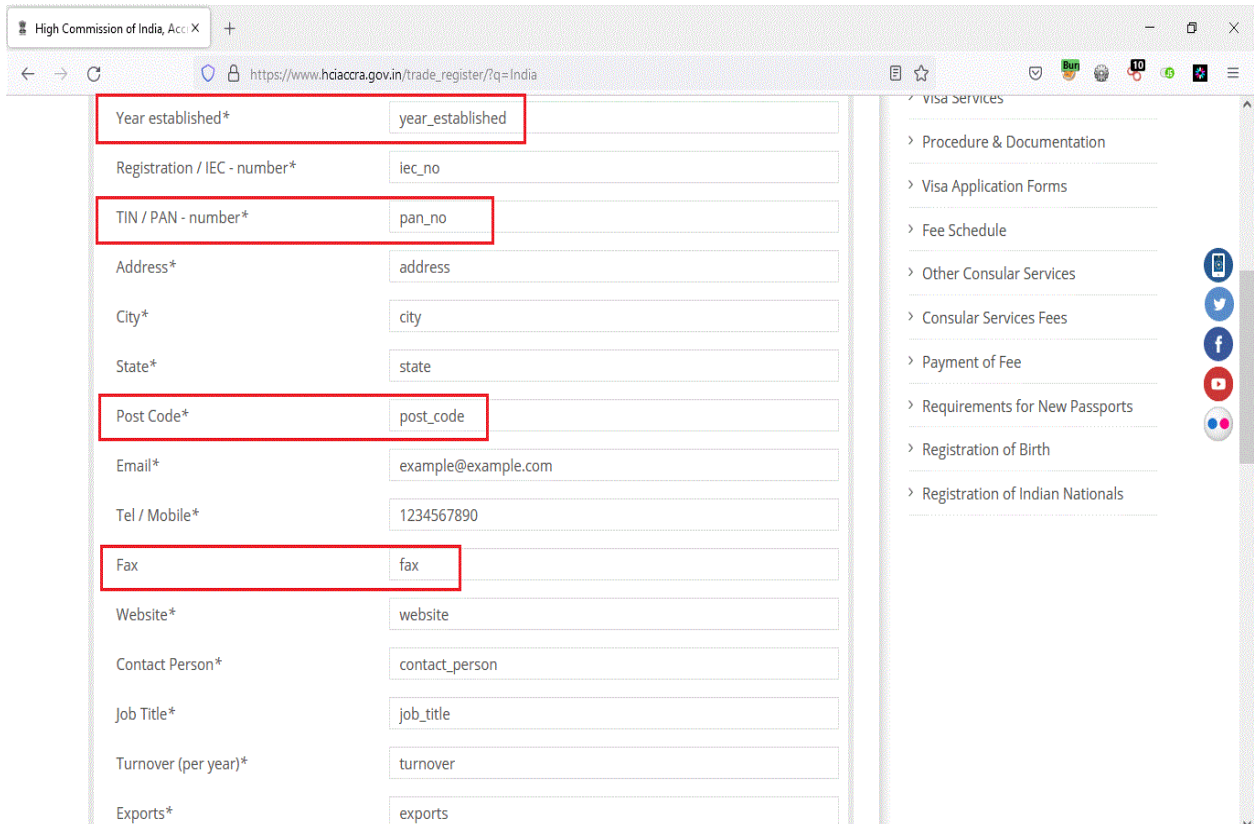 High Commission of India, Acc
https://www.hciaccra.gov.in/trade_register/?q=India
Bur
10
Year established* year_established
Registration / IEC - number* iec_no
TIN / PAN - number* pan_no
Address* address
City* city
State* state
Post Code* post_code
Email* example@example.com
Tel / Mobile* 1234567890
Fax fax
Website* website
Contact Person* contact_person
Job Title* job_title
Turnover (per year)* turnover
Exports* exports
Visa Services
Procedure & Documentation
Visa Application Forms
Fee Schedule
Other Consular Services
Consular Services Fees
Payment of Fee
Requirements for New Passports
Registration of Birth
Registration of Indian Nationals